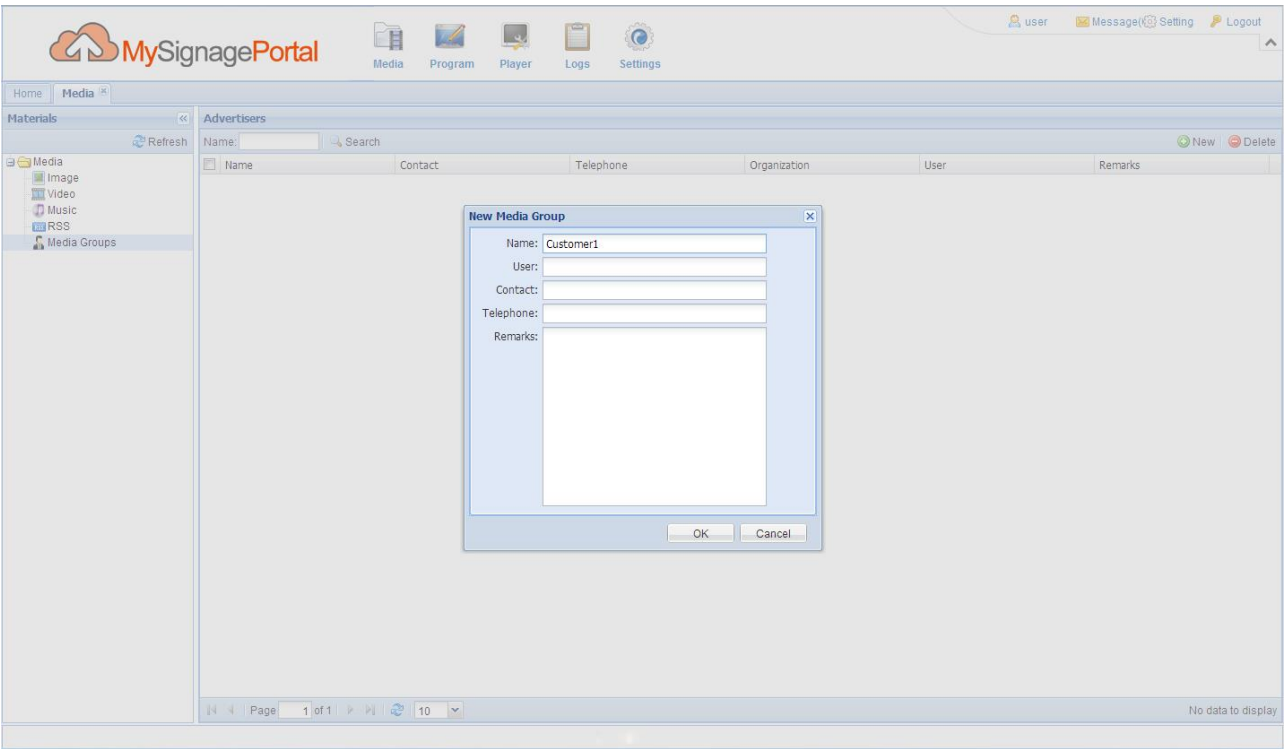 user Message( Setting Logout
MySignagePortal
Media Program Player Logs Settings
Home Media
Materials Advertisers
Refresh Name: Search New Delete
Media Name Contact Telephone Organization User Remarks
Image
Video
Music
RSS
Media Groups
New Media Group
Name: Customer1
User:
Contact:
Telephone:
Remarks:
OK Cancel
Page 1 of 1 10 No data to display